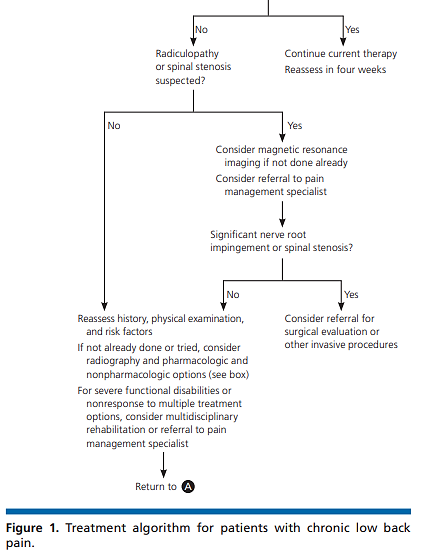 No
Yes
Radiculopathy
or spinal stenosis
suspected?
Continue current therapy
Reassess in four weeks
No
Yes
Consider magnetic resonance
imaging if not done already
Consider referral to pain
management specialist
Significant nerve root
impingement or spinal stenosis?
No
Yes
Reassess history, physical examination,
and risk factors
If not already done or tried, consider
radiography and pharmacologic and
nonpharmacologic options (see box)
For severe functional disabilities or
nonresponse to multiple treatment
options, consider multidisciplinary
rehabilitation or referral to pain
management specialist
Consider referral for
surgical evaluation or
other invasive procedures
Return to A
Figure 1. Treatment algorithm for patients with chronic low back
pain.